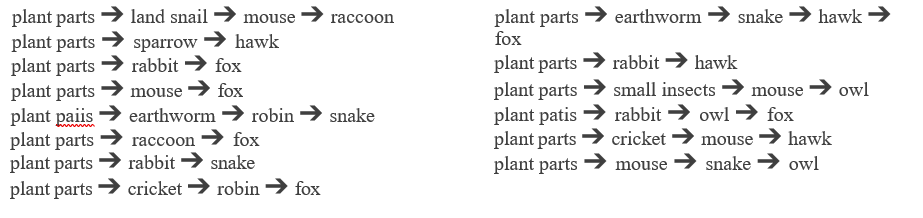 plant parts ➔ land snail ➔ mouse ➔ raccoon
plant parts ➔ sparrow ➔ hawk
plant parts ➔ rabbit ➔ fox
plant parts ➔ mouse ➔ fox
plant paiis ➔ earthworm ➔ robin ➔ snake
plant parts ➔ raccoon ➔ fox
plant parts ➔ rabbit ➔ snake
plant parts ➔ cricket ➔ robin ➔ fox
plant parts ➔ earthworm ➔ snake ➔ hawk ➔
fox
plant parts ➔ rabbit ➔ hawk
plant parts ➔ small insects ➔ mouse ➔ owl
plant patis ➔ rabbit ➔ owl ➔ fox
plant parts ➔ cricket ➔ mouse ➔ hawk
plant parts ➔ mouse ➔ snake ➔ owl